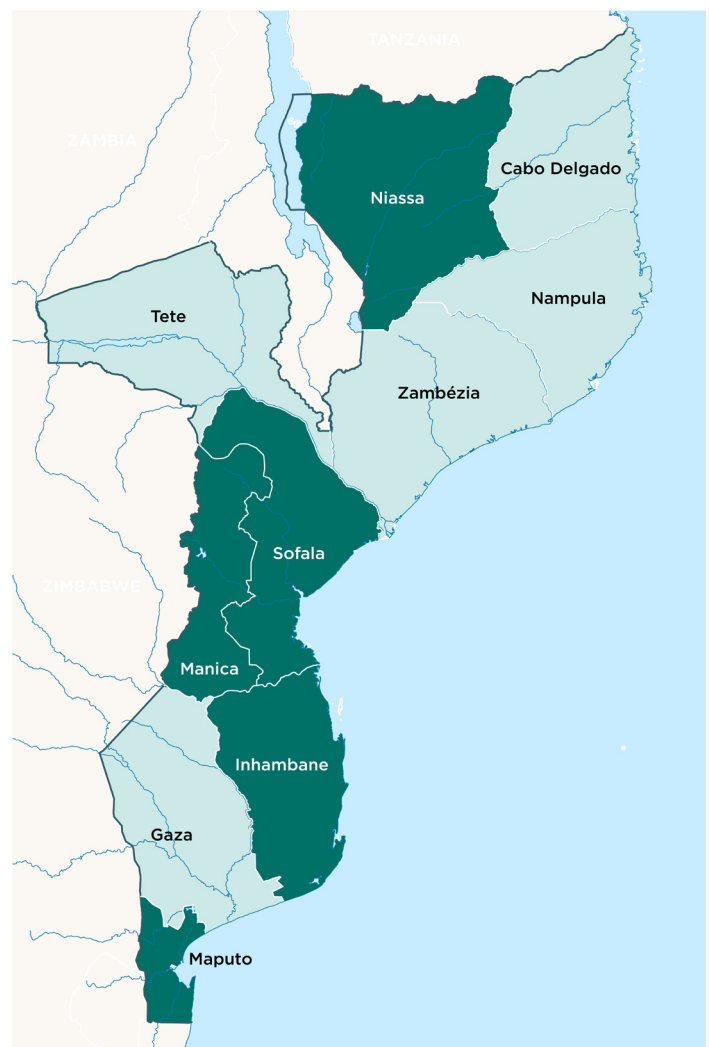 TANZANIA
ZAMBIA
Cabo Delgado
Niassa
Nampula
Tete
Zambézia
Sofala
ZIMBABWE
Manica
Inhambane
Gaza
Maputo